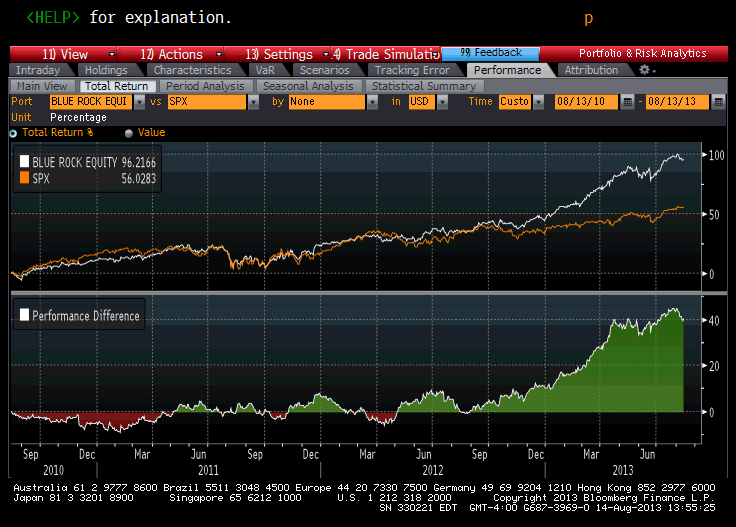 <HELP> for explanation. p
11) View 12) Actions 13) Settings .4) Trade Simulatio 99) Feedback Portfolio & Risk Analytics
Intraday Holdings Characteristics VaR Scenarios Tracking Error Performance Attribution
Main View Total Return Period Analysis Seasonal Analysis Statistical Summary
Port BLUE ROCK EQUI vs SPX by None in USD Time Custo 08/13/10 - 08/13/13
Unit Percentage
Total Return % Value
BLUE ROCK EQUITY 96.2166
SPX 56.0283
100
50
0
Performance Difference
40
20
0
Sep Dec Mar Jun Sep Dec Mar Jun Sep Dec Mar Jun
2010 2011 2012 2013
Australia 61 2 9777 8600 Brazil 5511 3048 4500 Europe 44 20 7330 7500 Germany 49 69 9204 1210 Hong Kong 852 2977 6000
Japan 81 3 3201 8900 Singapore 65 6212 1000 U.S. 1 212 318 2000 Copyright 2013 Bloomberg Finance L.P.
SN 330221 EDT GMT-4:00 G687-3969-0 14-Aug-2013 13:55:25